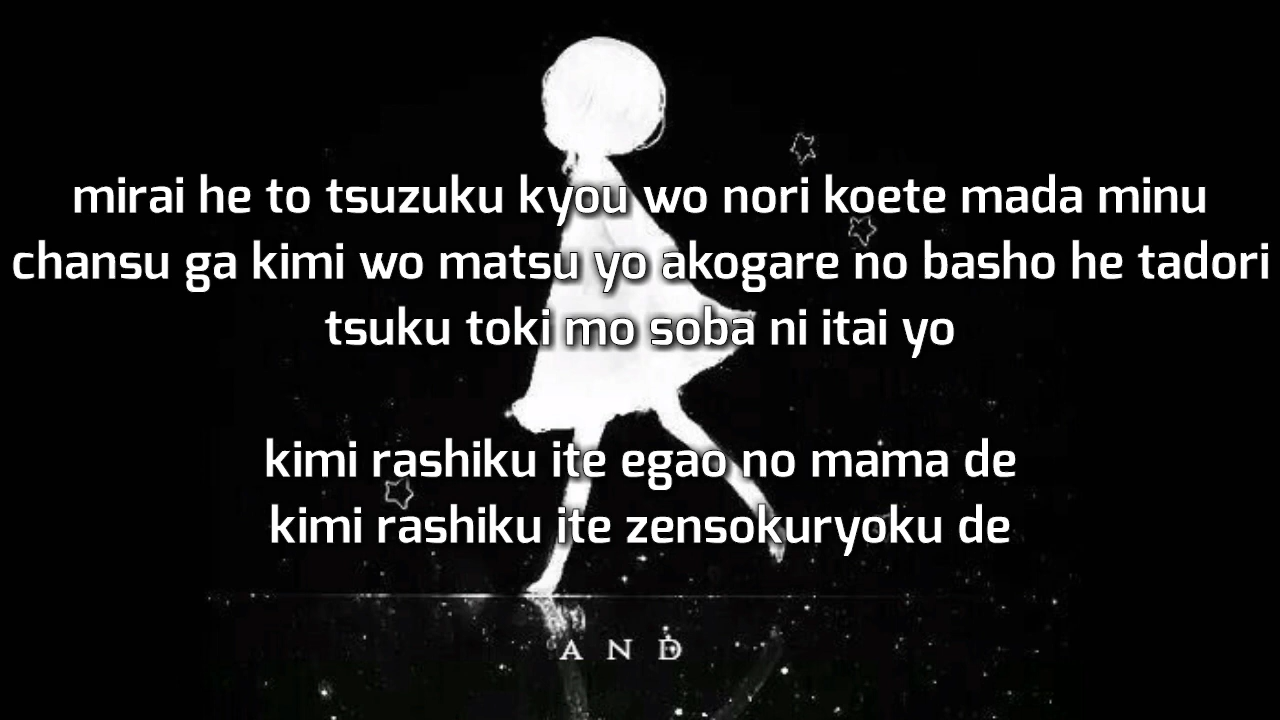 mirai he to tsuzuku kyou wo nori koete mada minu
chansu ga kimi wo matsu yo akogare no basho he tadori
tsuku toki mo soba ni itai yo
kimi rashiku ite egao no mama de
kimi rashiku ite zensokuryoku de
AND